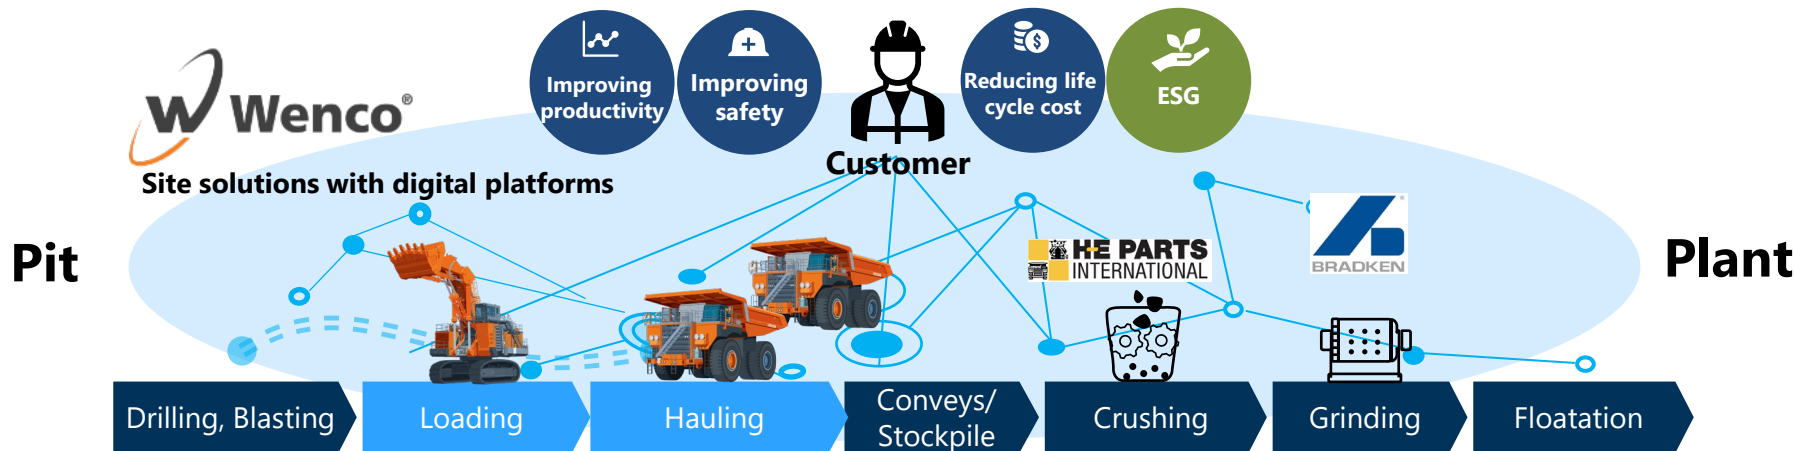 Wenco®
Site solutions with digital platforms
Improving
productivity
Improving
safety
Customer
Reducing life
cycle cost
ESG
Pit
H-E PARTS
INTERNATIONAL
BRADKEN
Plant
Drilling, Blasting
Loading
Hauling
Conveys/
Stockpile
Crushing
Grinding
Floatation